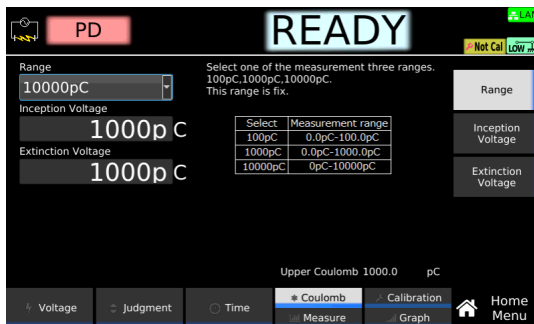 PD
READY
LAN
Not Cal
LOW
Range
10000pC
Inception Voltage
1000p C
Extinction Voltage
1000p C
Select one of the measurement three ranges.
100pC,1000pC,10000pC.
This range is fix.
Select Measurement range
100pC 0.0pC-100.0pC
1000pC 0.0pC-1000.0pC
10000pC 0pC-10000pC
Upper Coulomb 1000.0 pC
Range
Inception
Voltage
Extinction
Voltage
Voltage
Judgment
Time
Coulomb
Measure
Calibration
Graph
Home
Menu